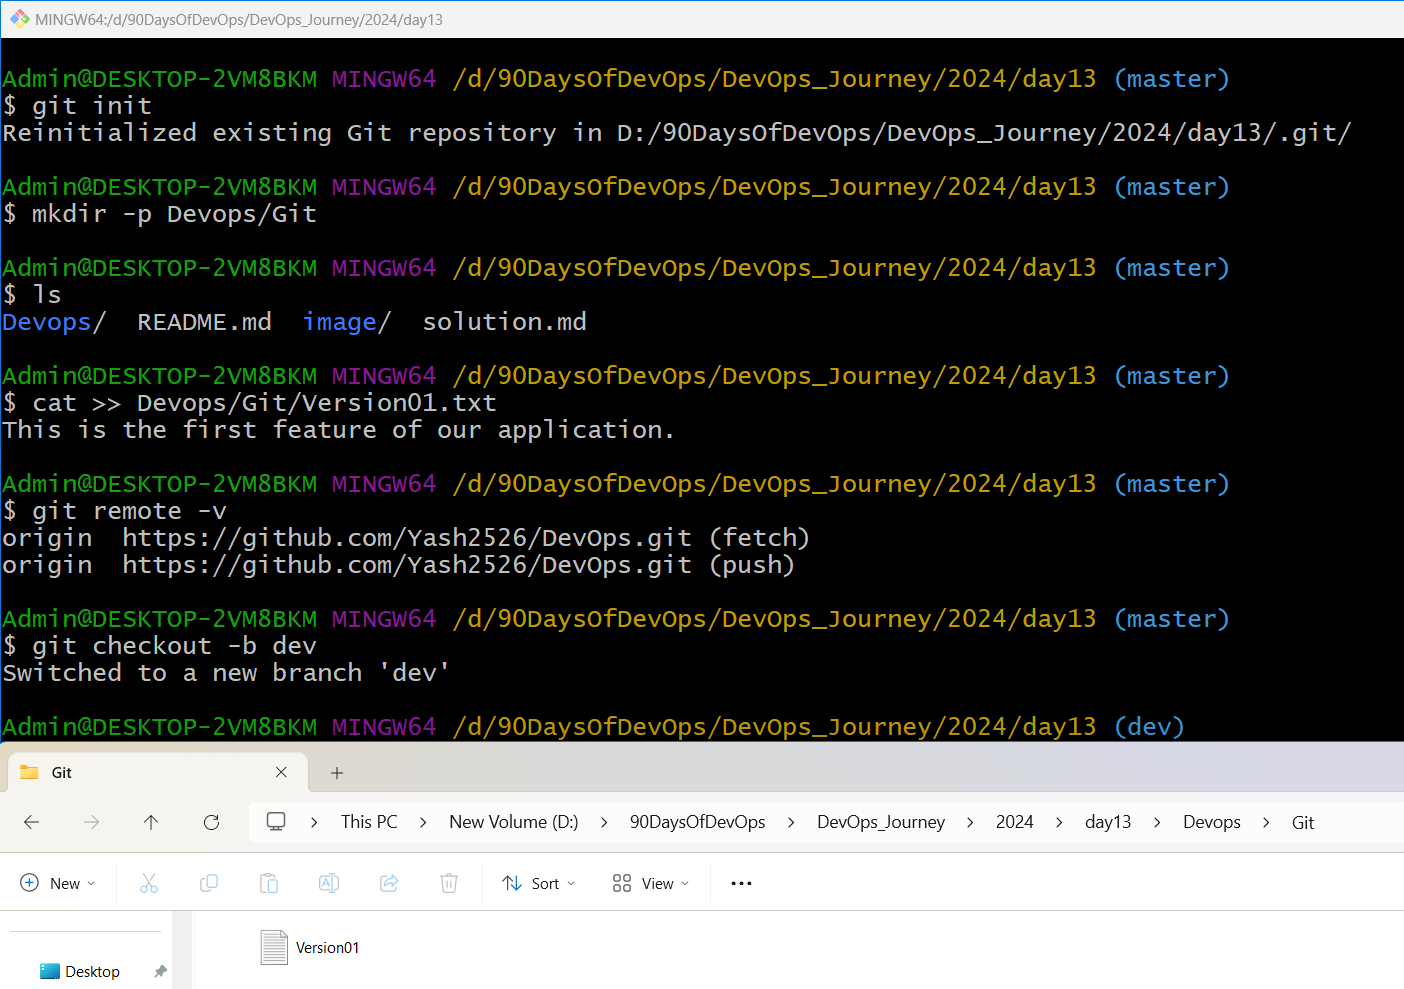 MINGW64:/d/90DaysOfDevOps/DevOps_Journey/2024/day13
Admin@DESKTOP-2VM8BKM MINGW64 /d/90DaysOfDevOps/DevOps_Journey/2024/day13 (master)
$ git init
Reinitialized existing Git repository in D:/90DaysOfDevOps/DevOps_Journey/2024/day13/.git/
Admin@DESKTOP-2VM8BKM MINGW64 /d/90DaysOfDevOps/DevOps_Journey/2024/day13 (master)
$ mkdir -p Devops/Git
Admin@DESKTOP-2VM8BKM MINGW64 /d/90DaysOfDevOps/DevOps_Journey/2024/day13 (master)
$ ls
Devops/  README.md  image/  solution.md
Admin@DESKTOP-2VM8BKM MINGW64 /d/90DaysOfDevOps/DevOps_Journey/2024/day13 (master)
$ cat >> Devops/Git/Version01.txt
This is the first feature of our application.
Admin@DESKTOP-2VM8BKM MINGW64 /d/90DaysOfDevOps/DevOps_Journey/2024/day13 (master)
$ git remote -v
origin  https://github.com/Yash2526/DevOps.git (fetch)
origin  https://github.com/Yash2526/DevOps.git (push)
Admin@DESKTOP-2VM8BKM MINGW64 /d/90DaysOfDevOps/DevOps_Journey/2024/day13 (master)
$ git checkout -b dev
Switched to a new branch 'dev'
Admin@DESKTOP-2VM8BKM MINGW64 /d/90DaysOfDevOps/DevOps_Journey/2024/day13 (dev)
Git
This PC > New Volume (D:) > 90DaysOfDevOps > DevOps_Journey > 2024 > day13 > Devops > Git
New Sort View
Version01
Desktop